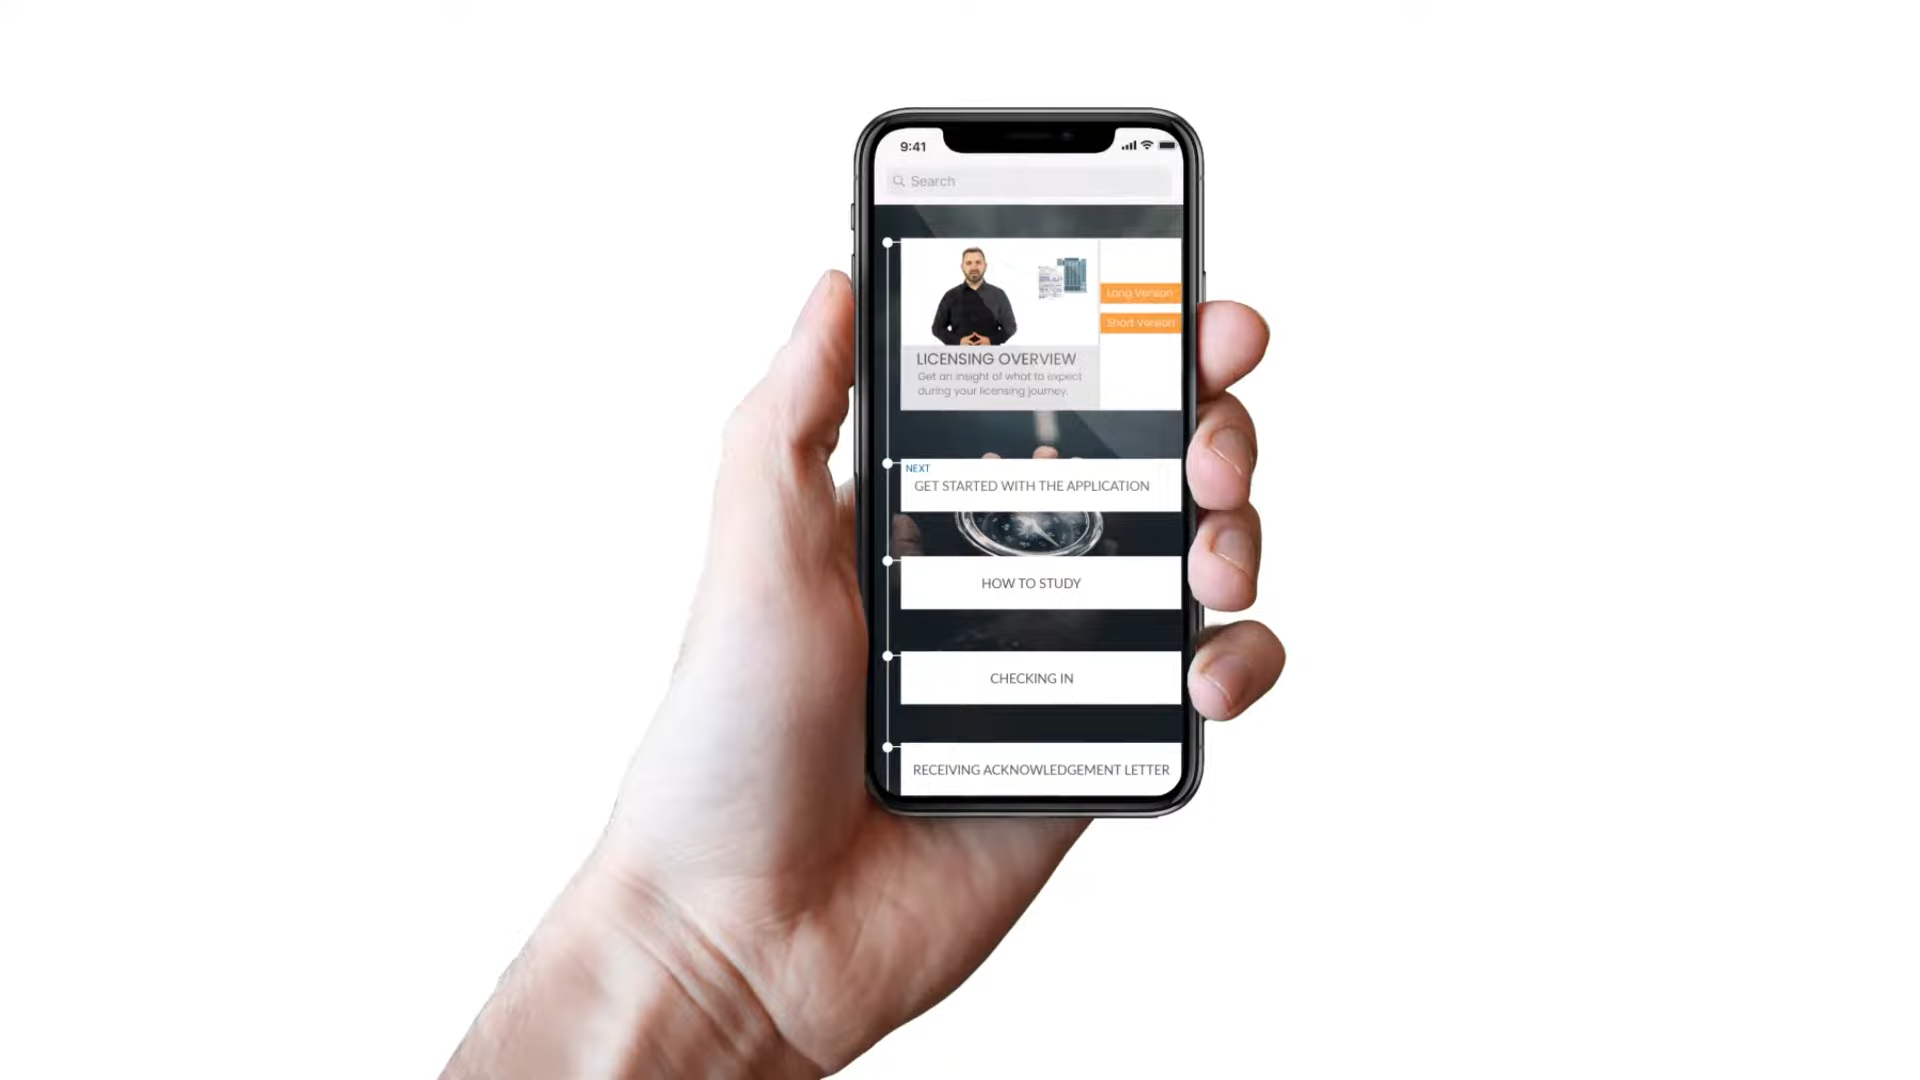 9:41
Search
Long Version
Short Version
LICENSING OVERVIEW
Get an insight of what to expect
during your licensing journey.
NEXT
GET STARTED WITH THE APPLICATION
HOW TO STUDY
CHECKING IN
RECEIVING ACKNOWLEDGEMENT LETTER